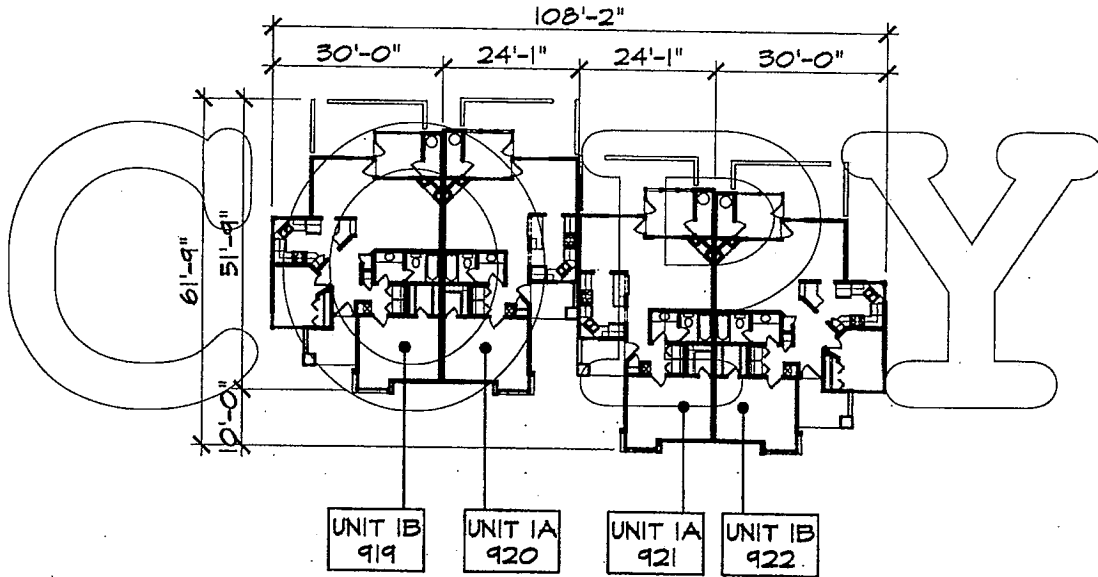 108'-2"
30'-0" 24'-1" 24'-1" 30'-0"
61'-9"
51'-9"
10'-0"
COPY
UNIT 1B
919
UNIT 1A
920
UNIT 1A
921
UNIT 1B
922